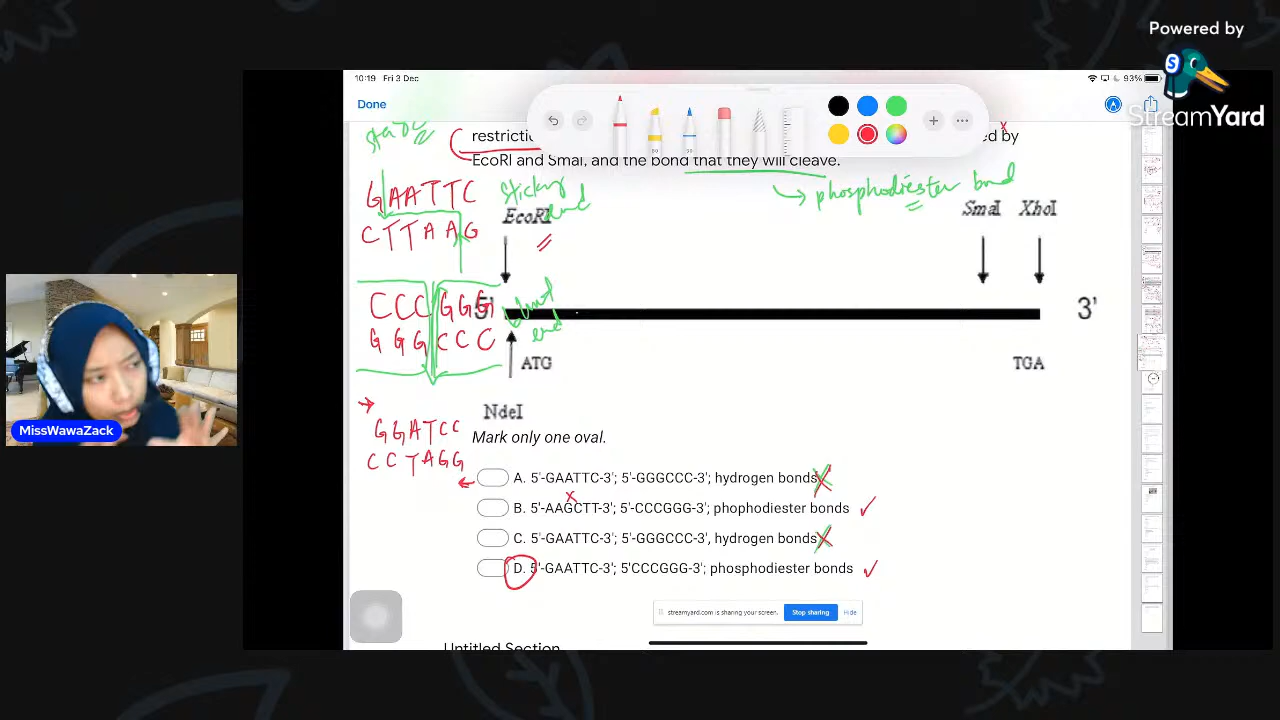 Powered by
StreamYard
10:19 Fri 3 Dec
93%
Done
restriction
ed by
EcoRI and SmaI, and the bond that they will cleave.
phosphodiester bond
GAATTC
CTTAAG
sticky
end
EcoRI
SmaI
XhoI
CCCGGG
GGGCCC
blunt
end
5'
3'
ATG
TGA
NdeI
GGATCC
CCTAGG
Mark only one oval.
A. 5'-GAATTC-3'; 5'-GGGCCC-3'; hydrogen bonds
B. 5'-AAGCTT-3'; 5'-CCCGGG-3'; phophodiester bonds
C. 5'-GAATTC-3'; 5'-GGGCCC-3', hydrogen bonds
D. 5'-GAATTC-3'; 5'CCCGGG-3'; phosphodiester bonds
streamyard.com is sharing your screen.
Stop sharing
Hide
Untitled Section
MissWawaZack